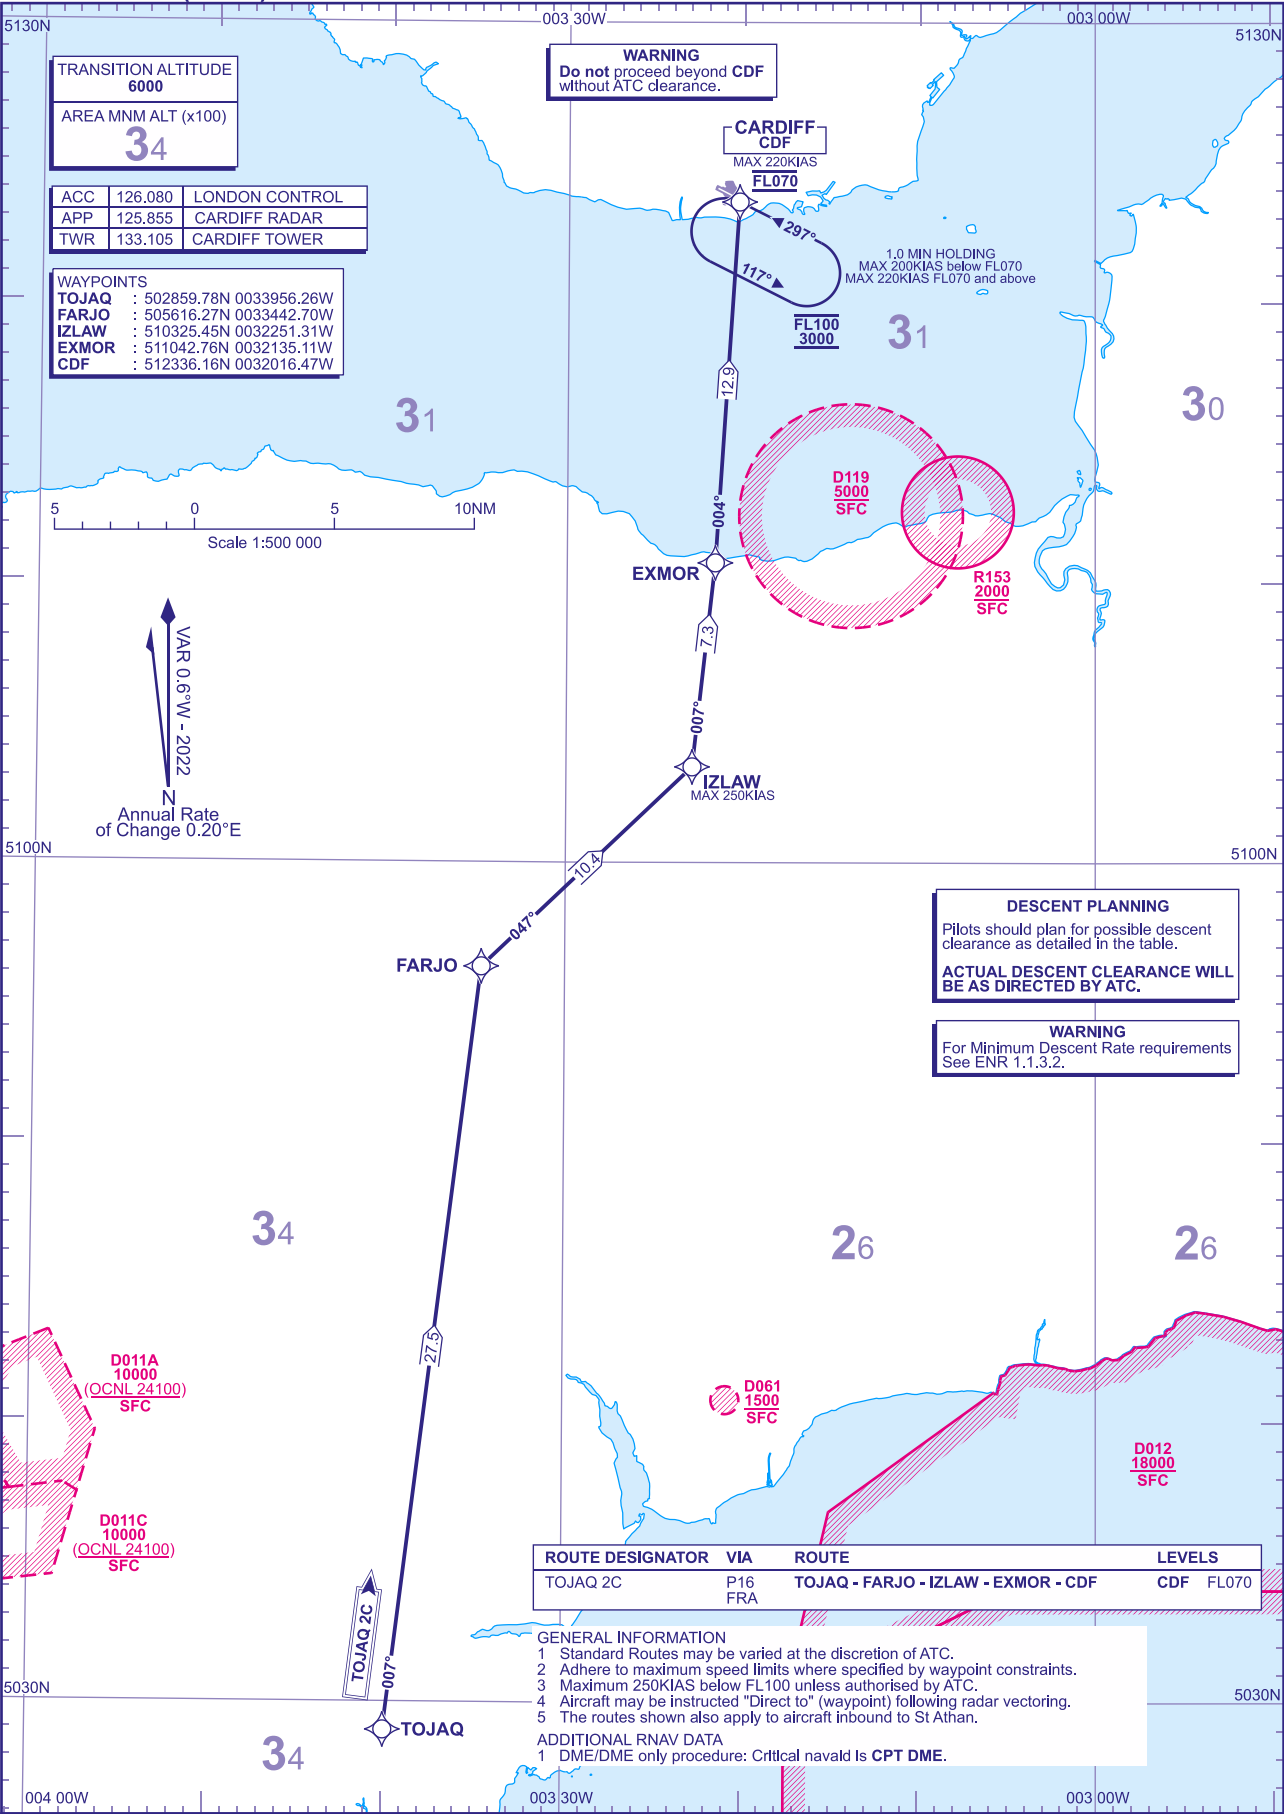 5130N
003 30W
003 00W
5130N
TRANSITION ALTITUDE
6000
AREA MNM ALT (x100)
34
WARNING
Do not proceed beyond CDF
without ATC clearance.
CARDIFF
CDF
MAX 220KIAS
FL070
ACC 126.080 LONDON CONTROL
APP 125.855 CARDIFF RADAR
TWR 133.105 CARDIFF TOWER
297°
117°
1.0 MIN HOLDING
MAX 200KIAS below FL070
MAX 220KIAS FL070 and above
FL100
3000
WAYPOINTS
TOJAQ : 502859.78N 0033956.26W
FARJO : 505616.27N 0033442.70W
IZLAW : 510325.45N 0032251.31W
EXMOR : 511042.76N 0032135.11W
CDF : 512336.16N 0032016.47W
31
31
30
12.9
D119
5000
SFC
5 0 5 10NM
Scale 1:500 000
004°
EXMOR
R153
2000
SFC
VAR 0.6°W - 2022
N
Annual Rate
of Change 0.20°E
7.3
007°
IZLAW
MAX 250KIAS
5100N
5100N
10.4
047°
FARJO
DESCENT PLANNING
Pilots should plan for possible descent
clearance as detailed in the table.
ACTUAL DESCENT CLEARANCE WILL
BE AS DIRECTED BY ATC.
WARNING
For Minimum Descent Rate requirements
See ENR 1.1.3.2.
34
26
26
27.5
D011A
10000
(OCNL 24100)
SFC
D061
1500
SFC
D012
18000
SFC
D011C
10000
(OCNL 24100)
SFC
ROUTE DESIGNATOR VIA ROUTE LEVELS
TOJAQ 2C P16 TOJAQ - FARJO - IZLAW - EXMOR - CDF CDF FL070
FRA
TOJAQ 2C
007°
GENERAL INFORMATION
1 Standard Routes may be varied at the discretion of ATC.
2 Adhere to maximum speed limits where specified by waypoint constraints.
3 Maximum 250KIAS below FL100 unless authorised by ATC.
4 Aircraft may be instructed "Direct to" (waypoint) following radar vectoring.
5 The routes shown also apply to aircraft inbound to St Athan.
ADDITIONAL RNAV DATA
1 DME/DME only procedure: Critical navaid is CPT DME.
5030N
5030N
TOJAQ
34
004 00W
003 30W
003 00W